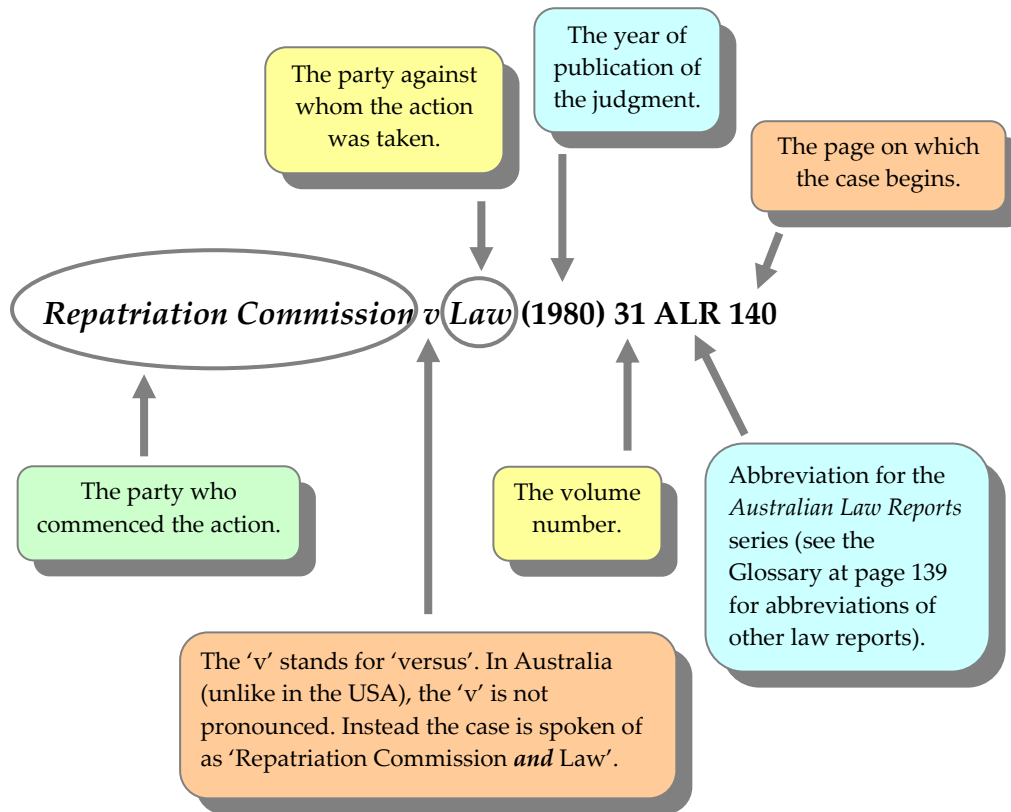 The party against
whom the action
was taken.
The year of
publication of
the judgment.
The page on which
the case begins.
Repatriation Commission v Law (1980) 31 ALR 140
The party who
commenced the action.
The volume
number.
Abbreviation for the
Australian Law Reports
series (see the
Glossary at page 139
for abbreviations of
other law reports).
The ‘v’ stands for ‘versus’. In Australia
(unlike in the USA), the ‘v’ is not
pronounced. Instead the case is spoken of
as ‘Repatriation Commission and Law’.